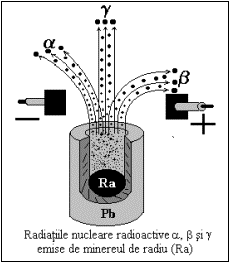 γ
α
β
−
+
Ra
Pb
Radiațiile nucleare radioactive α, β și γ
emise de minereul de radiu (Ra)